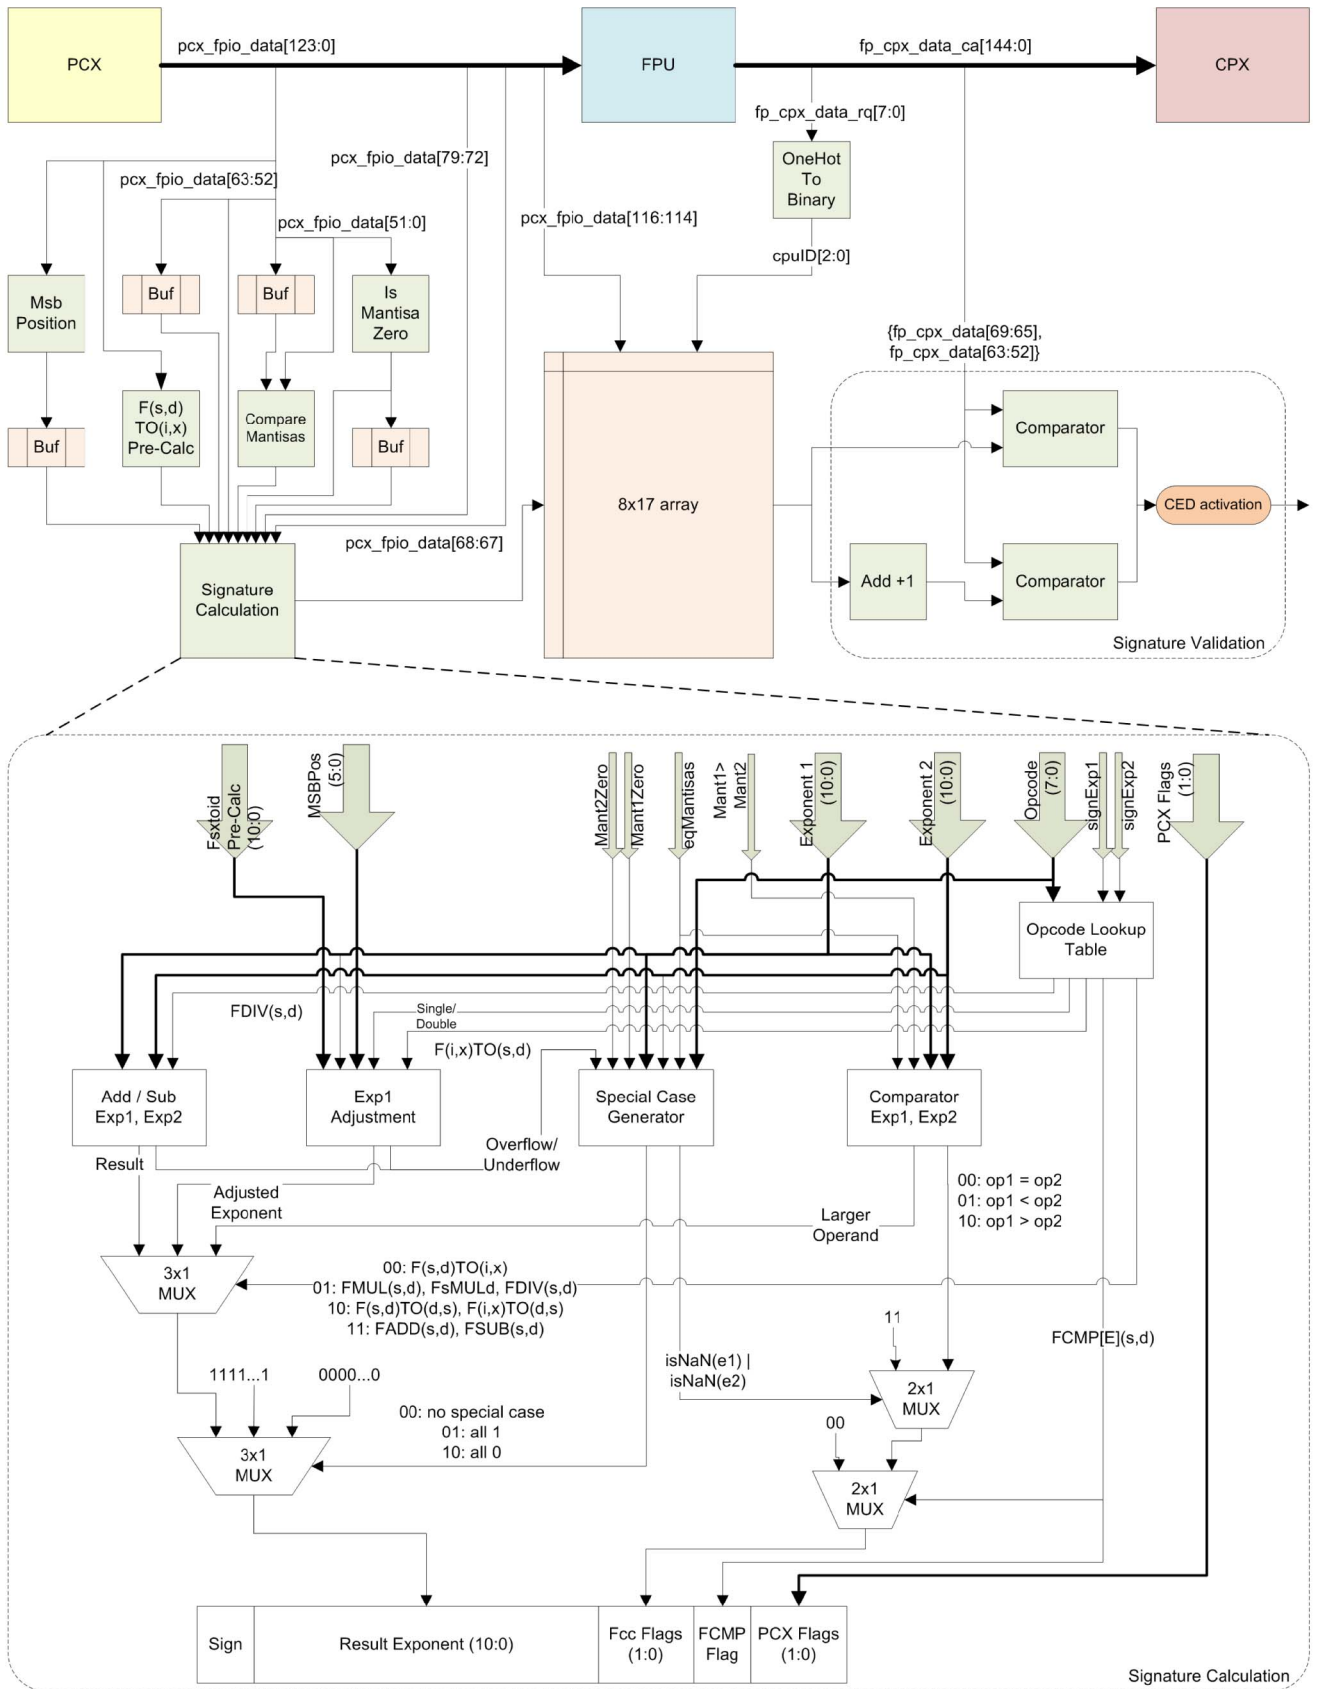 PCX
pcx_fpio_data[123:0]
FPU
fp_cpx_data_ca[144:0]
CPX
fp_cpx_data_rq[7:0]
pcx_fpio_data[79:72]
OneHot
To
Binary
pcx_fpio_data[63:52]
pcx_fpio_data[51:0]
pcx_fpio_data[116:114]
cpuID[2:0]
Msb
Position
Buf
Buf
Is
Mantisa
Zero
{fp_cpx_data[69:65],
fp_cpx_data[63:52]}
F(s,d)
TO(i,x)
Pre-Calc
Compare
Mantisas
Buf
Buf
Comparator
8x17 array
CED activation
pcx_fpio_data[68:67]
Signature
Calculation
Add +1
Comparator
Signature Validation
Fsxtoid
Pre-Calc
(10:0)
MSBPos
(5:0)
Mant2Zero
Mant1Zero
eqMantisas
Mant1>
Mant2
Exponent 1
(10:0)
Exponent 2
(10:0)
Opcode
(7:0)
signExp1
signExp2
PCX Flags
(1:0)
Opcode Lookup
Table
FDIV(s,d)
Single/
Double
F(i,x)TO(s,d)
Add / Sub
Exp1, Exp2
Exp1
Adjustment
Special Case
Generator
Comparator
Exp1, Exp2
Overflow/
Underflow
Result
Adjusted
Exponent
00: op1 = op2
01: op1 < op2
10: op1 > op2
Larger
Operand
3x1
MUX
00: F(s,d)TO(i,x)
01: FMUL(s,d), FsMULd, FDIV(s,d)
10: F(s,d)TO(d,s), F(i,x)TO(d,s)
11: FADD(s,d), FSUB(s,d)
11
FCMP[E](s,d)
isNaN(e1) |
isNaN(e2)
1111...1
0000...0
2x1
MUX
00: no special case
01: all 1
10: all 0
00
3x1
MUX
2x1
MUX
Sign
Result Exponent (10:0)
Fcc Flags
(1:0)
FCMP
Flag
PCX Flags
(1:0)
Signature Calculation